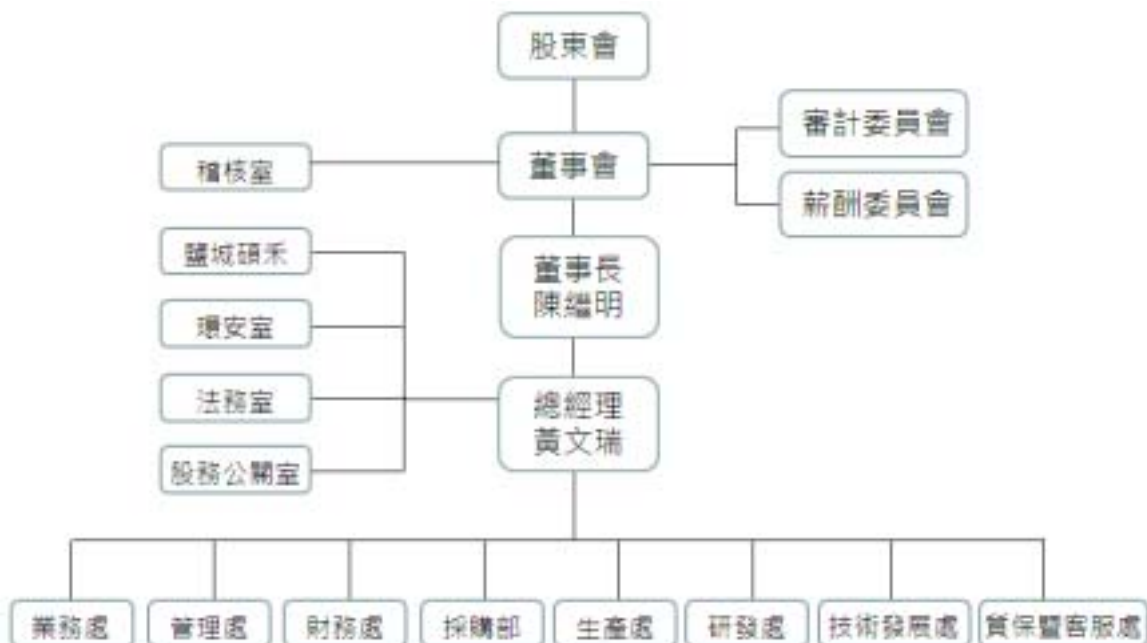 股東會
審計委員會
稽核室
董事會
薪酬委員會
鹽城碩禾
董事長
陳繼明
環安室
法務室
總經理
黃文瑞
股務公關室
業務處
管理處
財務處
採購部
生產處
研發處
技術發展處
質保暨客服處